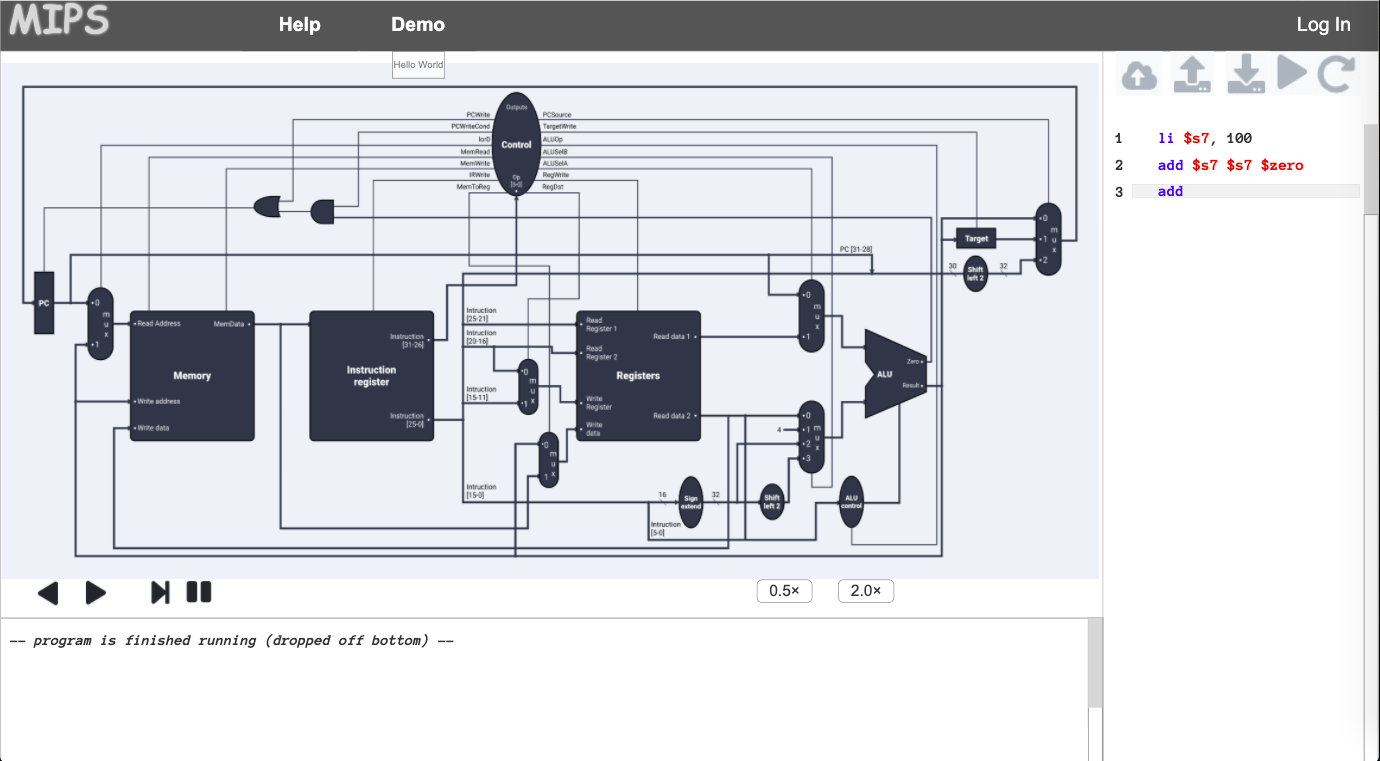 MIPS
Help
Demo
Log In
Hello World
Outputs
Control
Op
[5-0]
PCWrite
PCWriteCond
IorD
MemRead
MemWrite
IRWrite
MemToReg
PCSource
TargetWrite
ALUOp
ALUSelB
ALUSelA
RegWrite
RegDst
0
mux
1
2
Target
PC [31-28]
30
Shift
left 2
32
PC
0
mux
1
Read Address
MemData
Memory
Write address
Write data
Instruction
[31-26]
Instruction
register
Instruction
[25-0]
Intruction
[25-21]
Intruction
[20-16]
Intruction
[15-11]
0
mux
1
0
mux
1
Intruction
[15-0]
Read
Register 1
Read
Register 2
Registers
Write
Register
Write
data
Read data 1
Read data 2
0
mux
1
4
0
1
2
3
mux
Zero
ALU
Result
16
Sign
extend
32
Shift
left 2
ALU
control
Intruction
[5-0]
0.5×
2.0×
-- program is finished running (dropped off bottom) --
1 li $s7, 100
2 add $s7 $s7 $zero
3 add